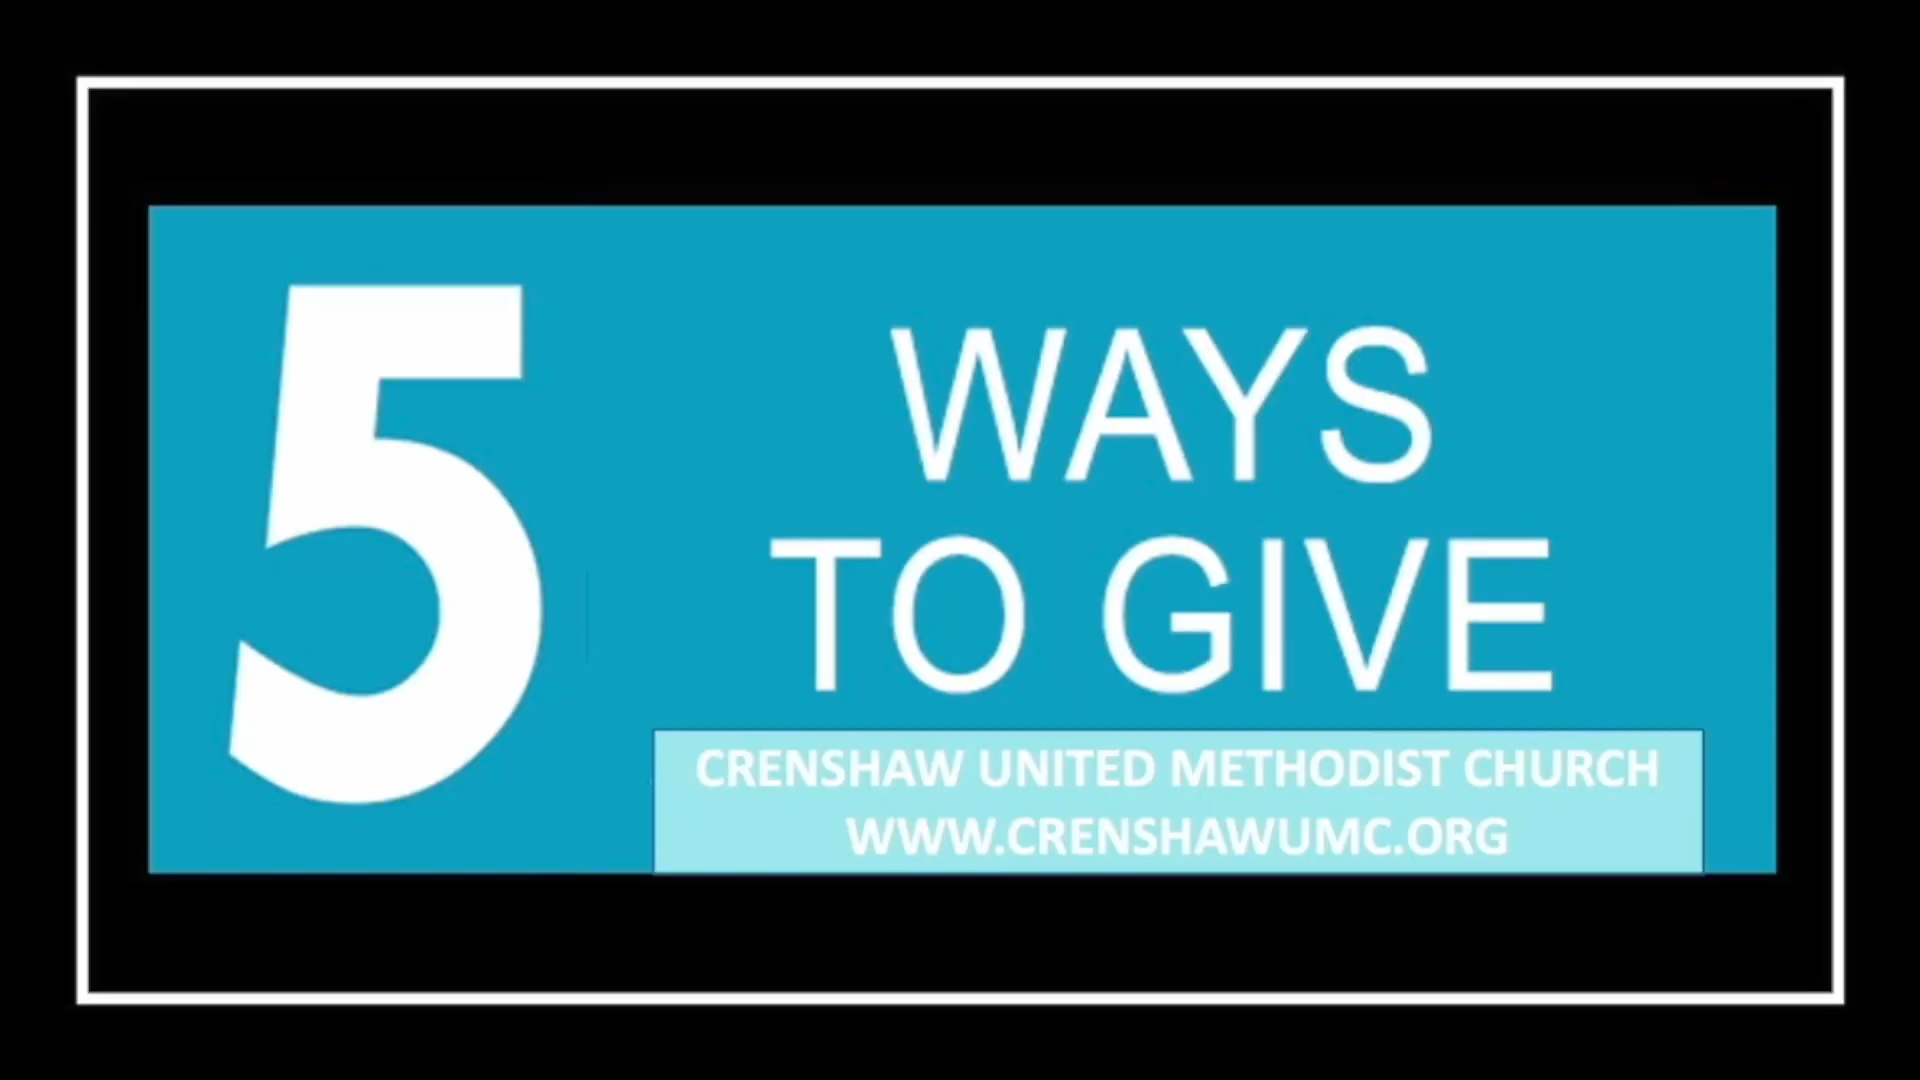 5
WAYS
TO GIVE
CRENSHAW UNITED METHODIST CHURCH
WWW.CRENSHAWUMC.ORG